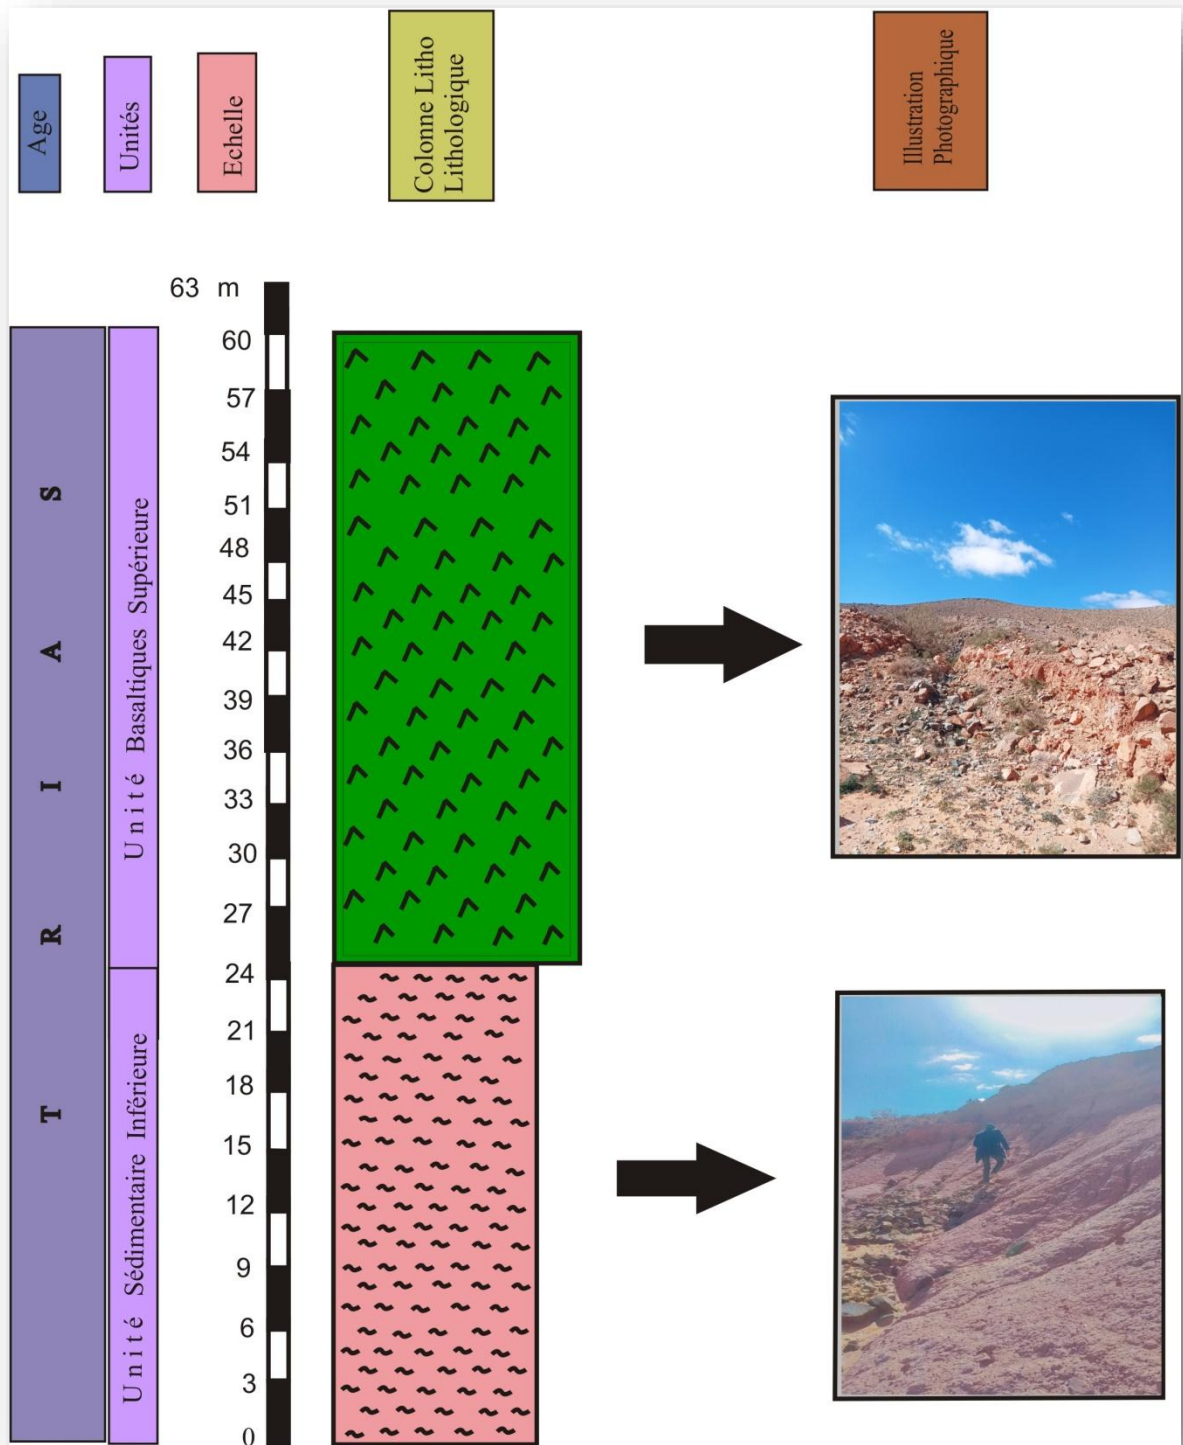 Age
Unités
Echelle
Colonne Litho
Lithologique
Illustration
Photographique
63 m
60
57
54
51
48
45
42
39
36
33
30
27
24
21
18
15
12
9
6
3
0
T R I A S
Unité Basaltiques Supérieure
Unité Sédimentaire Inférieure